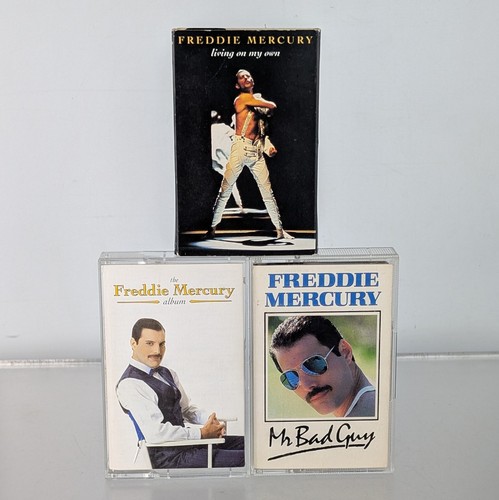 FREDDIE MERCURY
living on my own
the
Freddie Mercury
album
FREDDIE
MERCURY
Mr Bad Guy